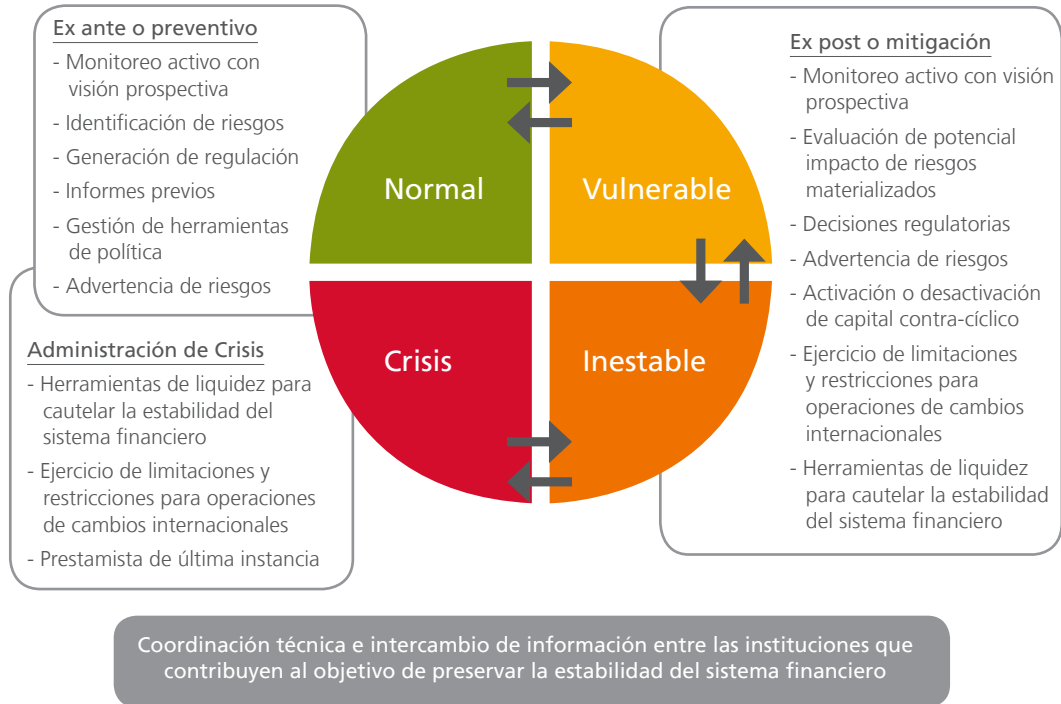 Ex ante o preventivo
- Monitoreo activo con
visión prospectiva
- Identificación de riesgos
- Generación de regulación
- Informes previos
- Gestión de herramientas
de política
- Advertencia de riesgos
Administración de Crisis
- Herramientas de liquidez para
cautelar la estabilidad del
sistema financiero
- Ejercicio de limitaciones y
restricciones para operaciones
de cambios internacionales
- Prestamista de última instancia
Normal
Vulnerable
Crisis
Inestable
Ex post o mitigación
- Monitoreo activo con visión
prospectiva
- Evaluación de potencial
impacto de riesgos
materializados
- Decisiones regulatorias
- Advertencia de riesgos
- Activación o desactivación
de capital contra-cíclico
- Ejercicio de limitaciones
y restricciones para
operaciones de cambios
internacionales
- Herramientas de liquidez
para cautelar la estabilidad
del sistema financiero
Coordinación técnica e intercambio de información entre las instituciones que
contribuyen al objetivo de preservar la estabilidad del sistema financiero